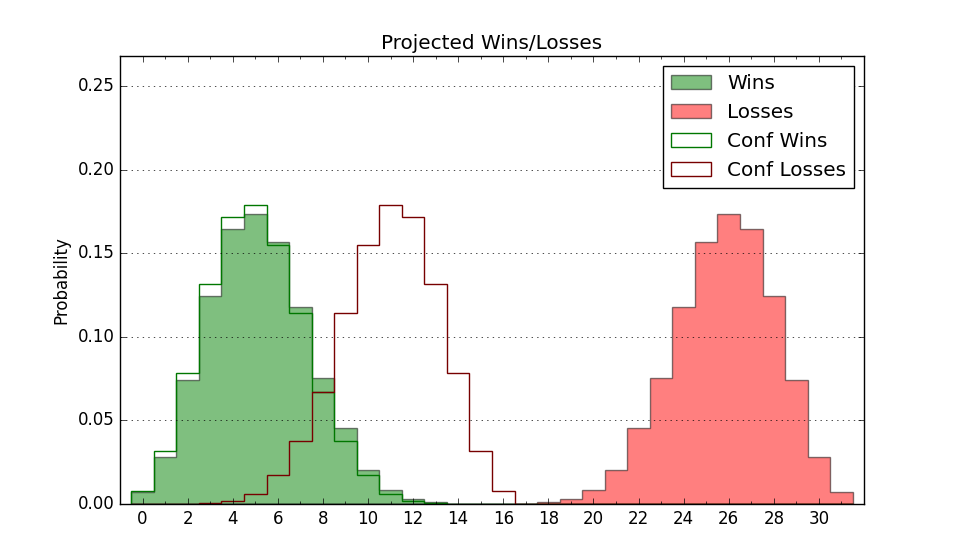 Projected Wins/Losses
Wins
Losses
Conf Wins
Conf Losses
Probability
0.25
0.20
0.15
0.10
0.05
0.00
0 2 4 6 8 10 12 14 16 18 20 22 24 26 28 30